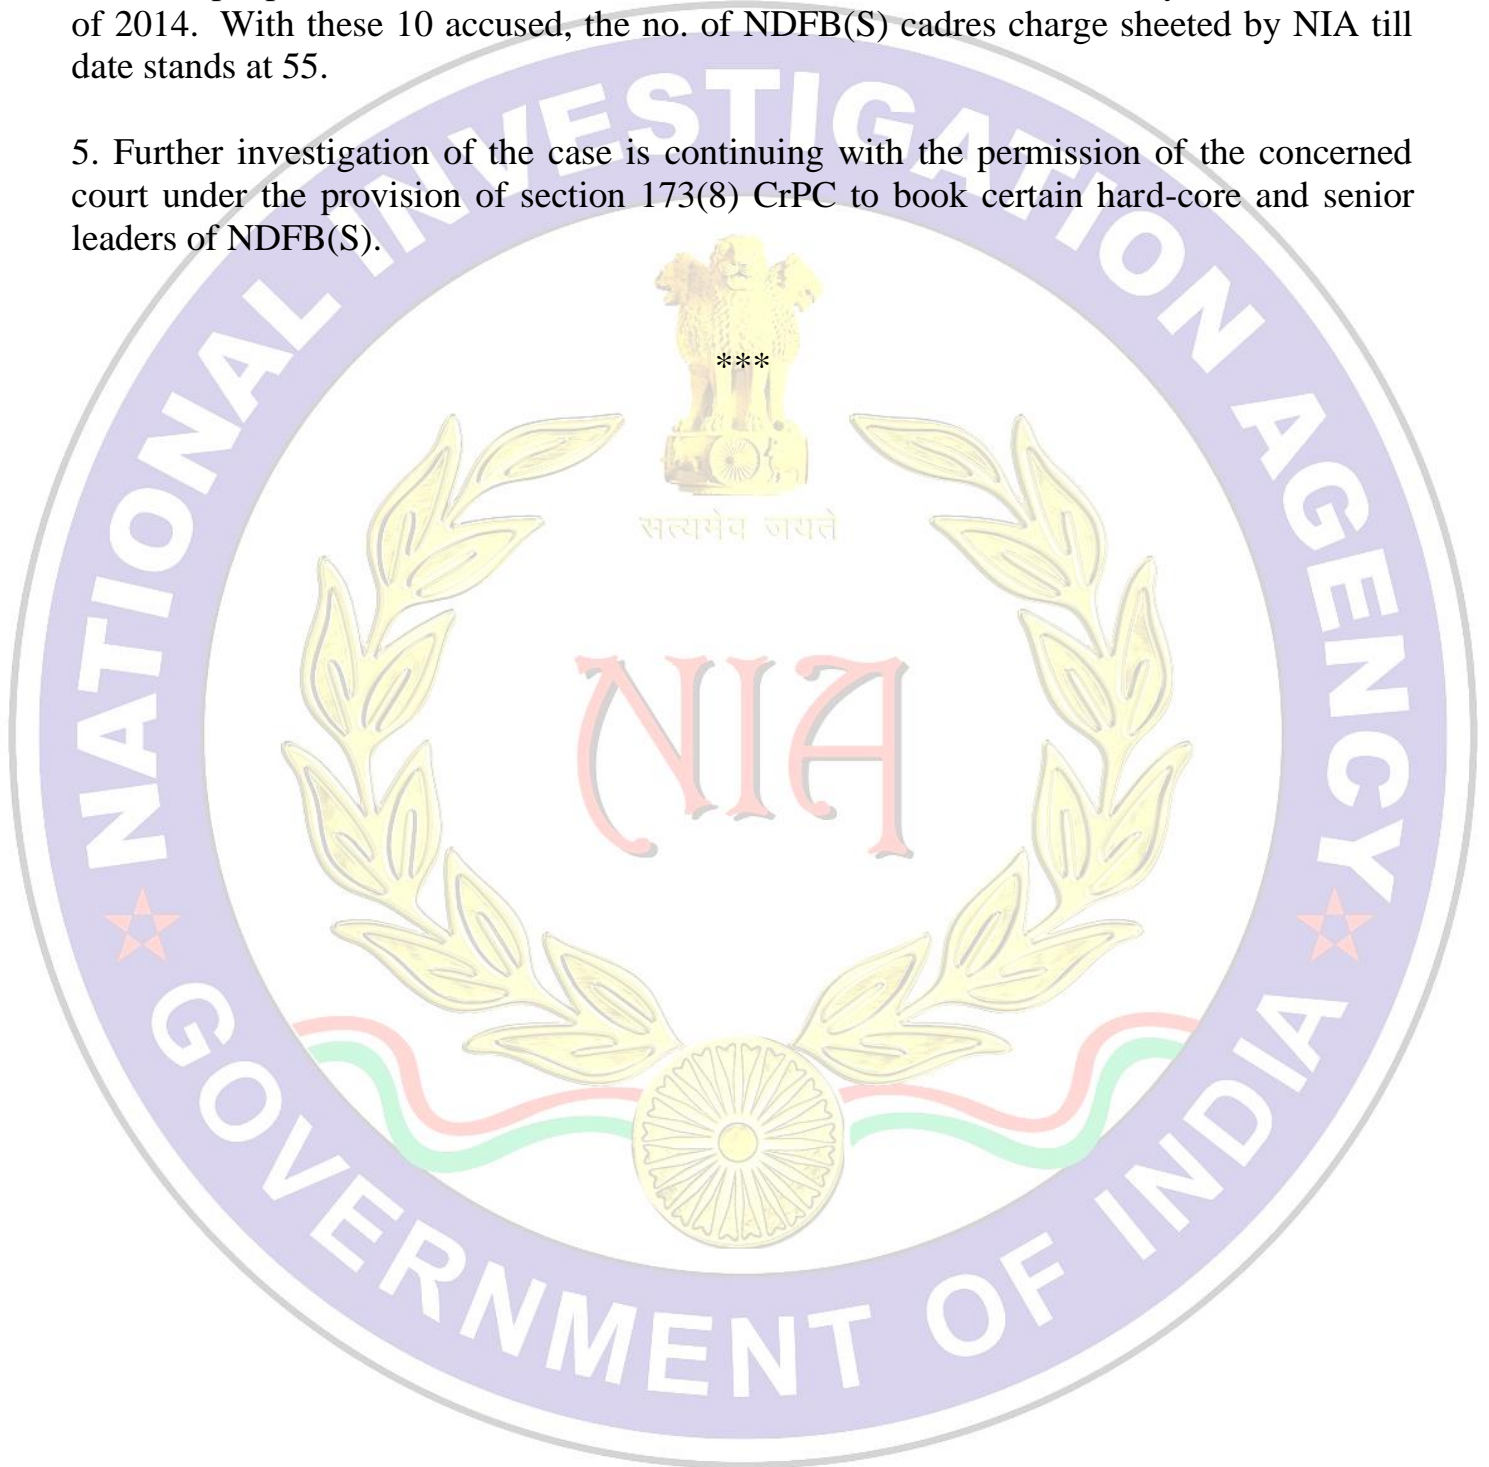 of 2014. With these 10 accused, the no. of NDFB(S) cadres charge sheeted by NIA till
date stands at 55.
5. Further investigation of the case is continuing with the permission of the concerned
court under the provision of section 173(8) CrPC to book certain hard-core and senior
leaders of NDFB(S).
***
NATIONAL INVESTIGATION AGENCY
सत्यमेव जयते
NIA
GOVERNMENT OF INDIA